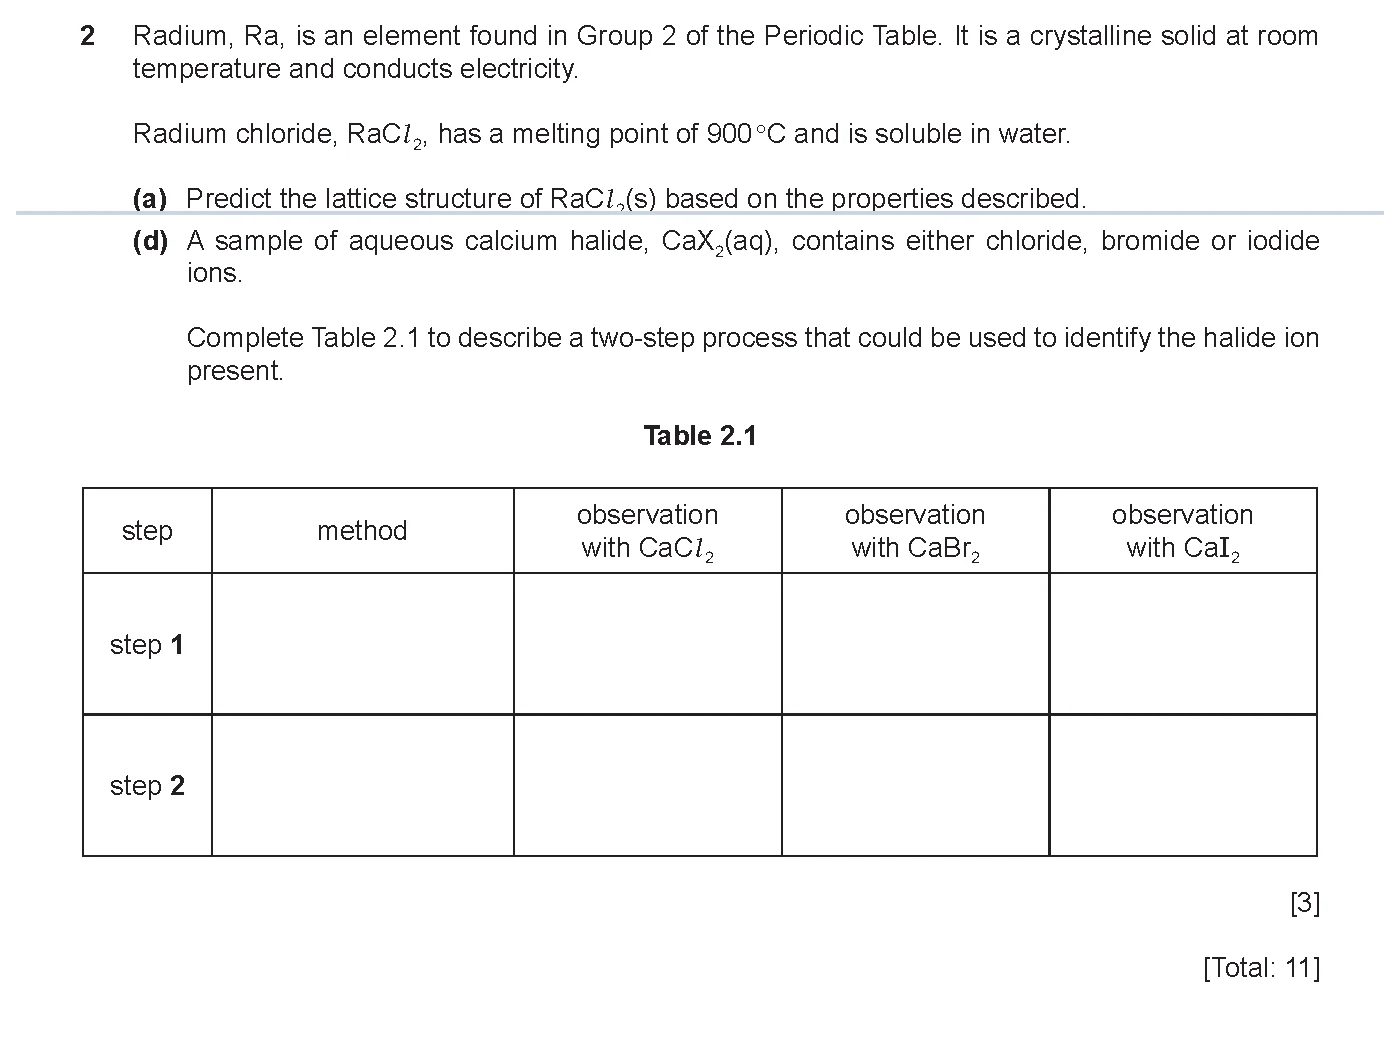 2 Radium, Ra, is an element found in Group 2 of the Periodic Table. It is a crystalline solid at room
temperature and conducts electricity.
Radium chloride, RaCl₂, has a melting point of 900 °C and is soluble in water.
(a) Predict the lattice structure of RaCl₂(s) based on the properties described.
(d) A sample of aqueous calcium halide, CaX₂(aq), contains either chloride, bromide or iodide
ions.
Complete Table 2.1 to describe a two-step process that could be used to identify the halide ion
present.
Table 2.1
step method observation with CaCl₂ observation with CaBr₂ observation with CaI₂
step 1
step 2
[3]
[Total: 11]